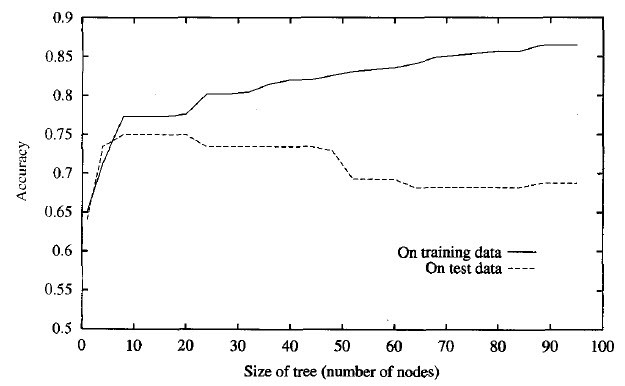 0.9
0.85
0.8
0.75
0.7
0.65
0.6
0.55
0.5
Accuracy
On training data
On test data
0 10 20 30 40 50 60 70 80 90 100
Size of tree (number of nodes)